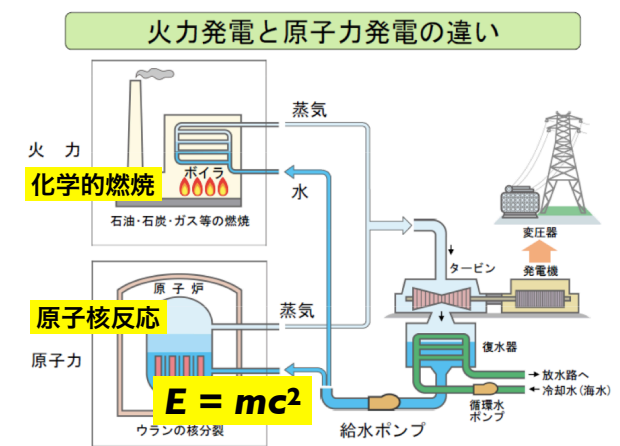 火力発電と原子力発電の違い
蒸気
火 力
ボイラ
化学的燃焼
水
石油・石炭・ガス等の燃焼
変圧器
タービン
発電機
原 子 炉
蒸気
原子核反応
原子力
復水器
→放水路へ
←冷却水(海水)
E = mc²
循環水
ポンプ
ウランの核分裂
給水ポンプ